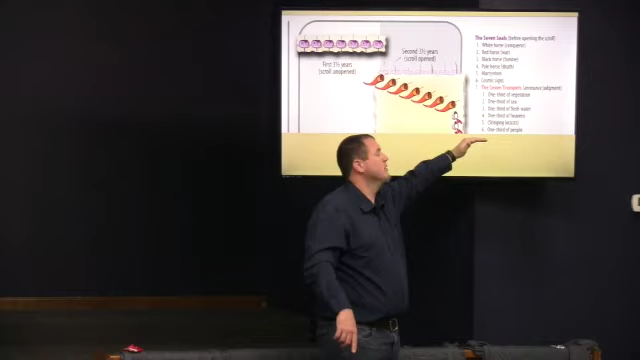 First 3½ years
(scroll unopened)
Second 3½ years
(scroll opened)
The Seven Seals (before opening the scroll)
1. White horse (conqueror)
2. Red horse (war)
3. Black horse (famine)
4. Pale horse (death)
5. Martyrdom
6. Cosmic signs
7. The Seven Trumpets (demonic judgment)
1. One-third of vegetation
2. One-third of sea
3. One-third of fresh water
4. One-third of heavens
5. (Stinging locusts)
6. One-third of people